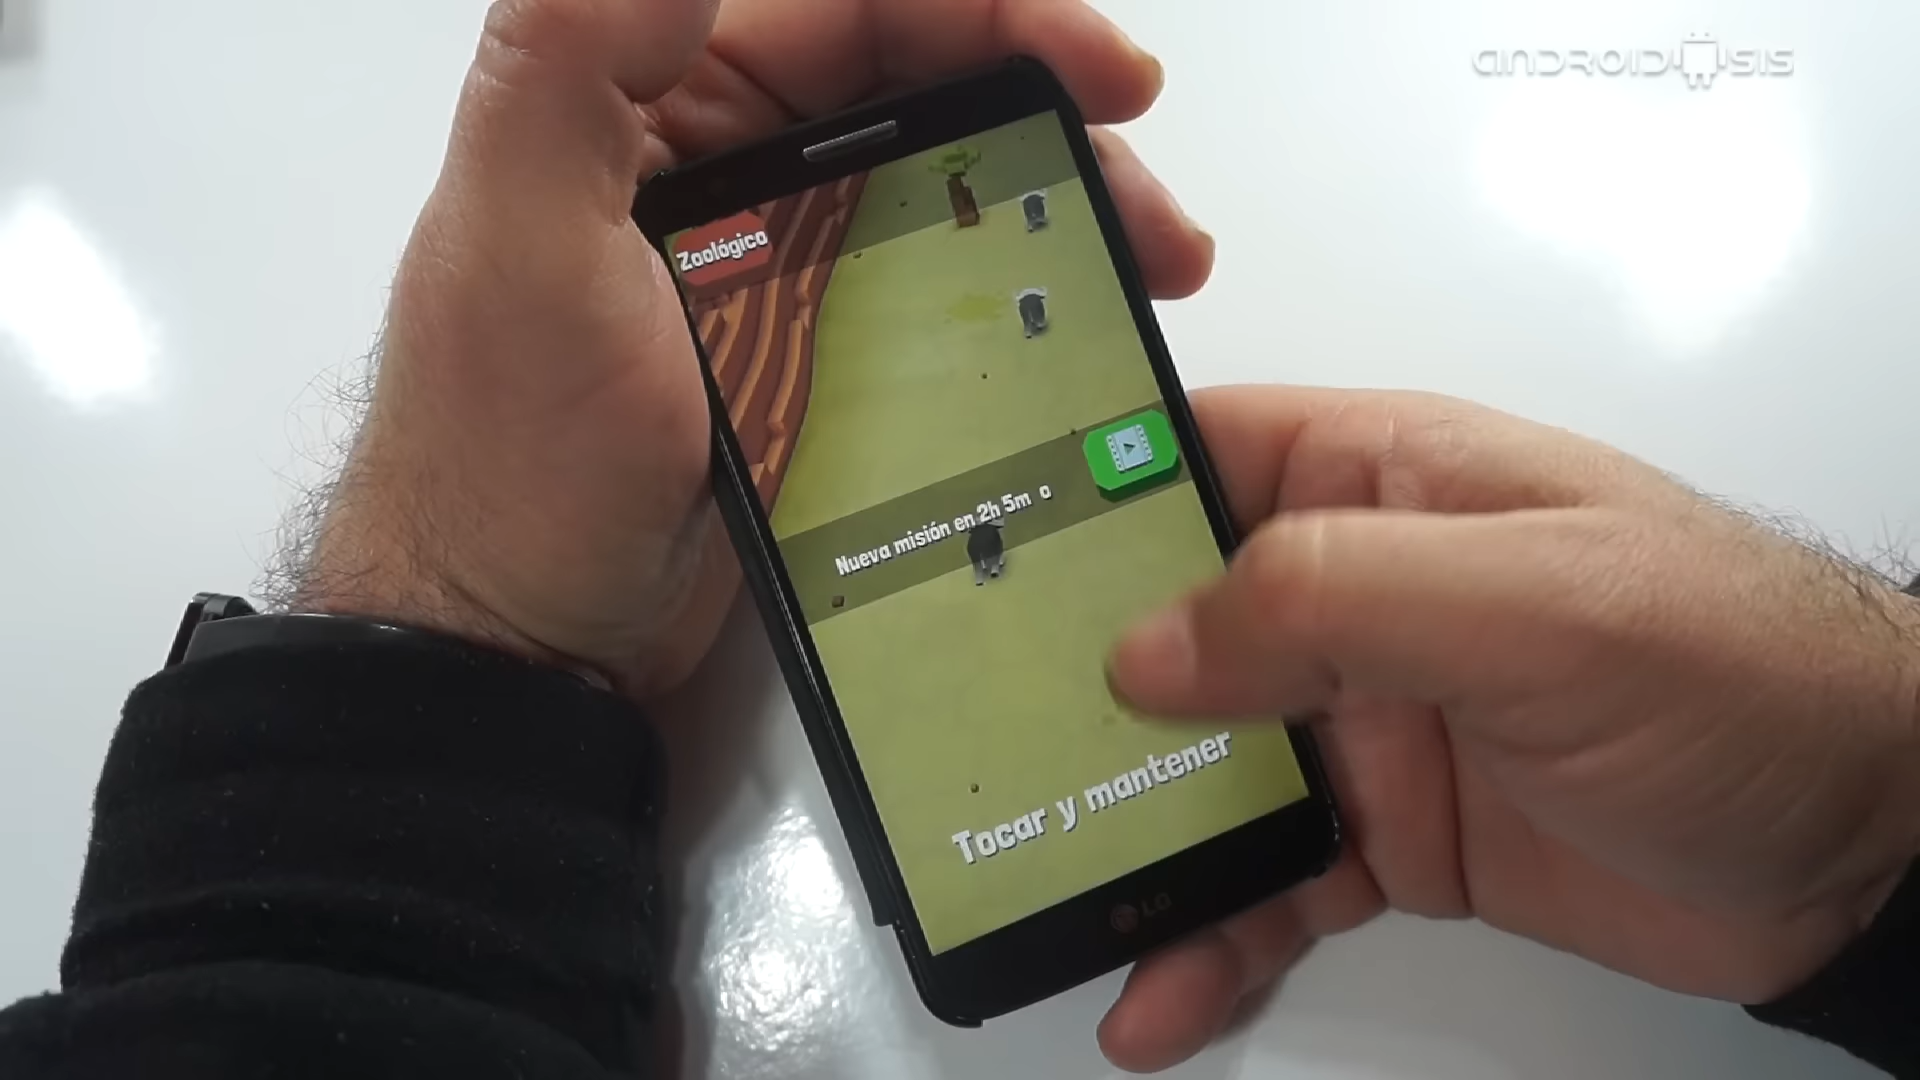 ANDROIDSIS
Zoológico
Nueva misión en 2h 5m o
Tocar y mantener
LG